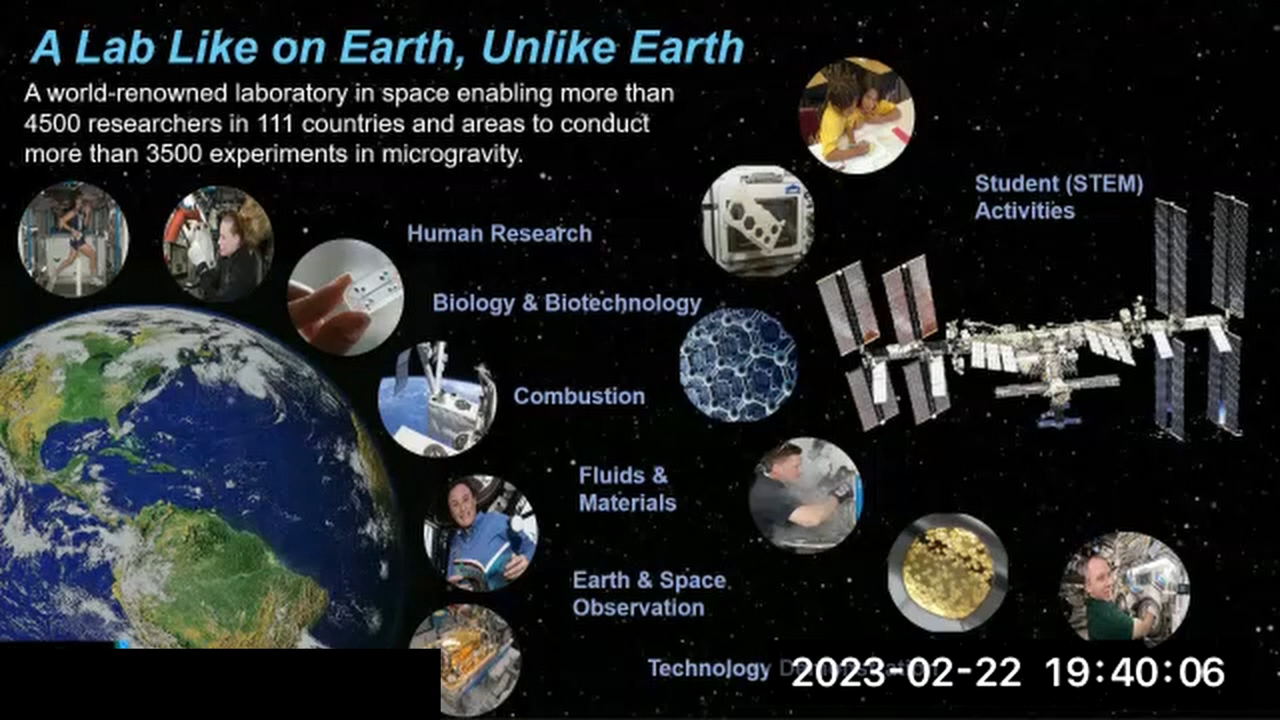 A Lab Like on Earth, Unlike Earth
A world-renowned laboratory in space enabling more than
4500 researchers in 111 countries and areas to conduct
more than 3500 experiments in microgravity.
Student (STEM)
Activities
Human Research
Biology & Biotechnology
Combustion
Fluids &
Materials
Earth & Space
Observation
Technology
2023-02-22 19:40:06